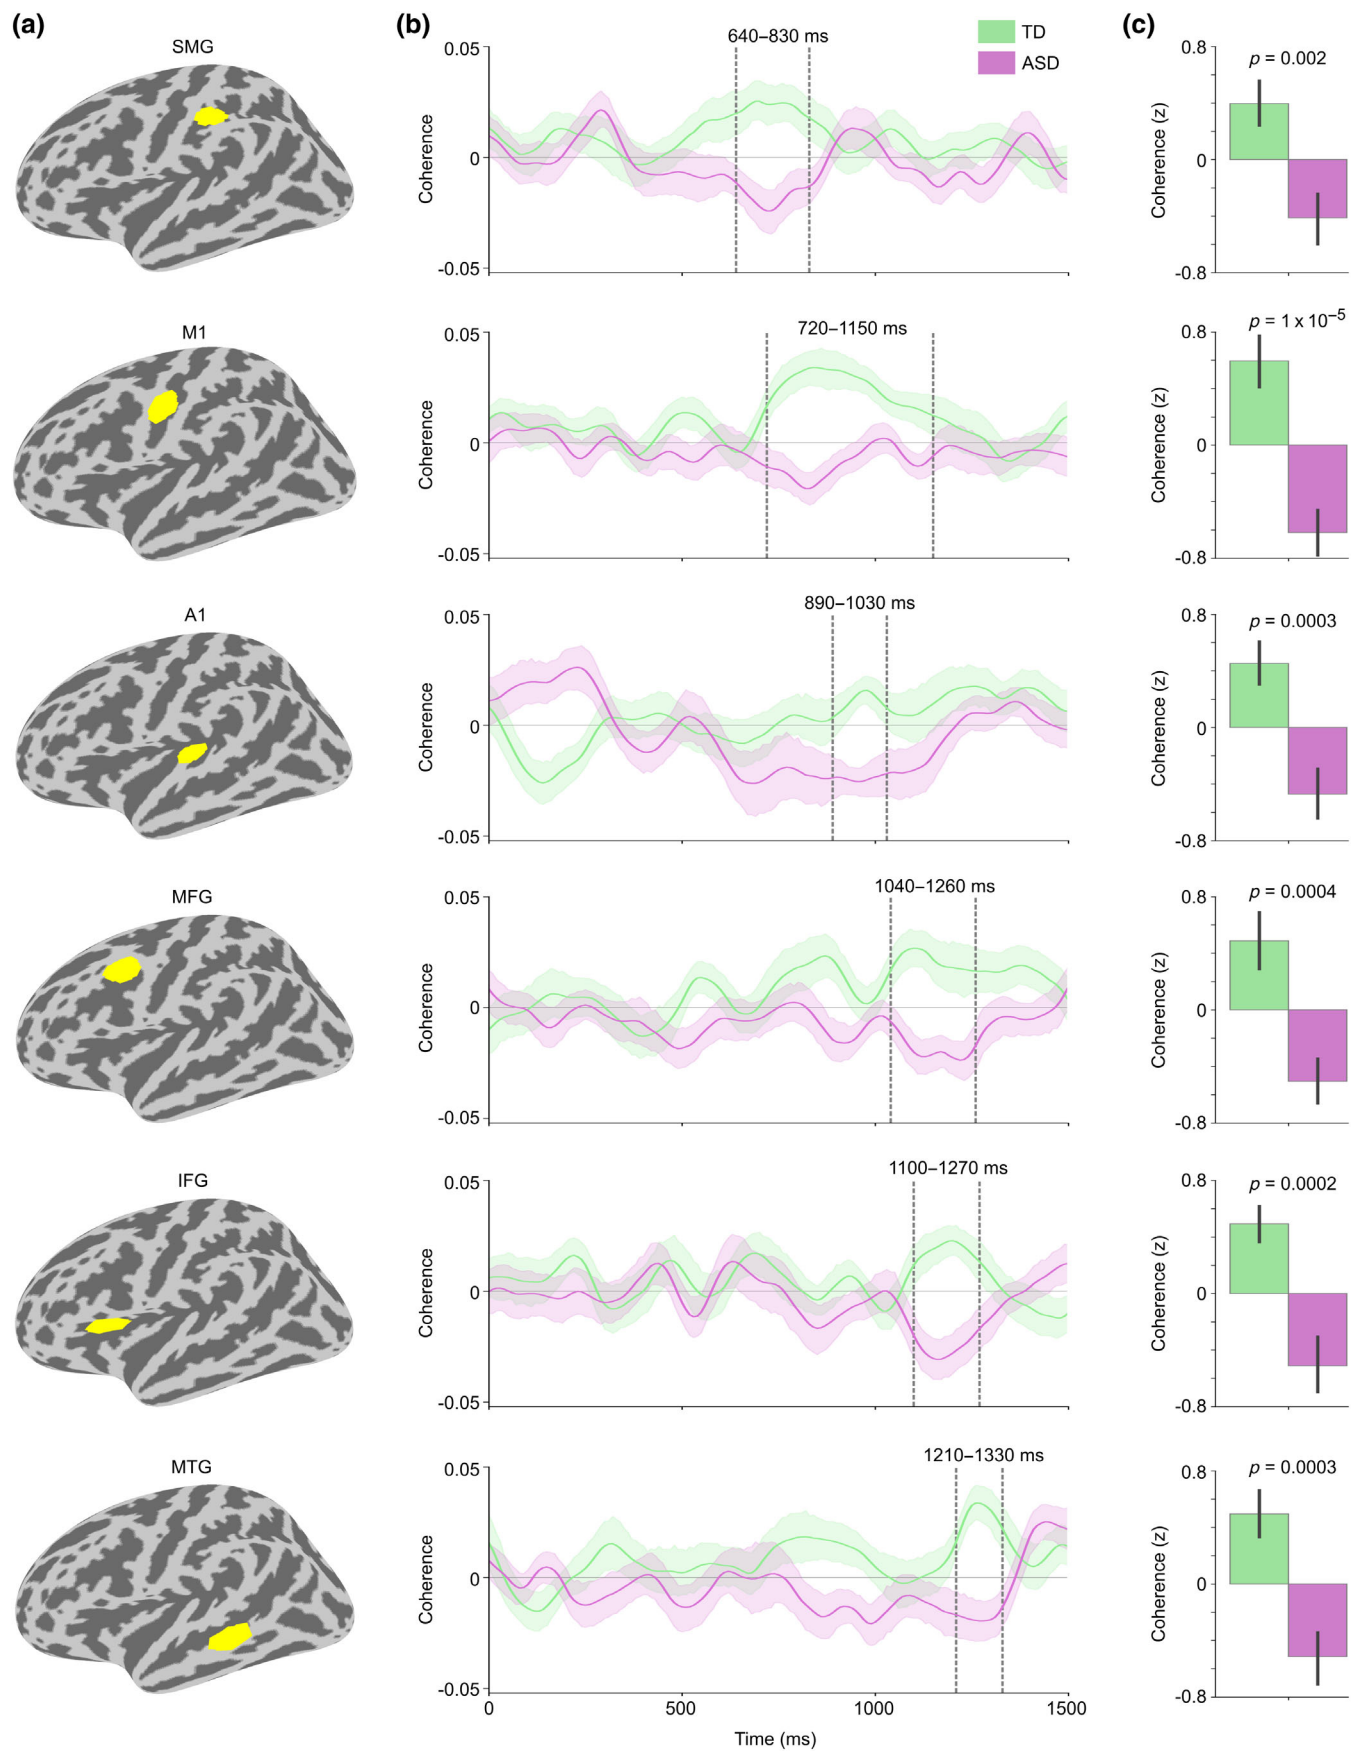 (a)
(b)
(c)
SMG
640–830 ms
TD
ASD
0.05
0
-0.05
Coherence
0.8
0
-0.8
Coherence (z)
p = 0.002
M1
720–1150 ms
0.05
0
-0.05
Coherence
0.8
0
-0.8
Coherence (z)
p = 1 x 10⁻⁵
A1
890–1030 ms
0.05
0
-0.05
Coherence
0.8
0
-0.8
Coherence (z)
p = 0.0003
MFG
1040–1260 ms
0.05
0
-0.05
Coherence
0.8
0
-0.8
Coherence (z)
p = 0.0004
IFG
1100–1270 ms
0.05
0
-0.05
Coherence
0.8
0
-0.8
Coherence (z)
p = 0.0002
MTG
1210–1330 ms
0.05
0
-0.05
Coherence
0
500
1000
1500
Time (ms)
0.8
0
-0.8
Coherence (z)
p = 0.0003